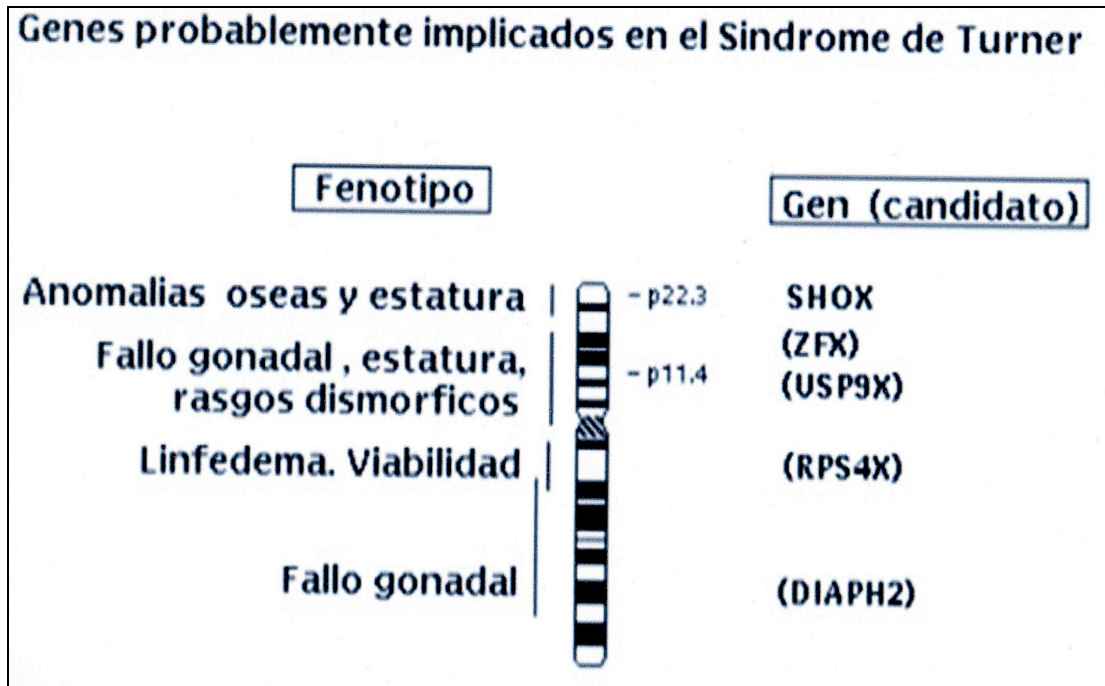 Genes probablemente implicados en el Sindrome de Turner
Fenotipo
Gen (candidato)
Anomalias oseas y estatura
- p22.3
SHOX
Fallo gonadal , estatura,
rasgos dismorficos
- p11.4
(ZFX)
(USP9X)
Linfedema. Viabilidad
(RPS4X)
Fallo gonadal
(DIAPH2)